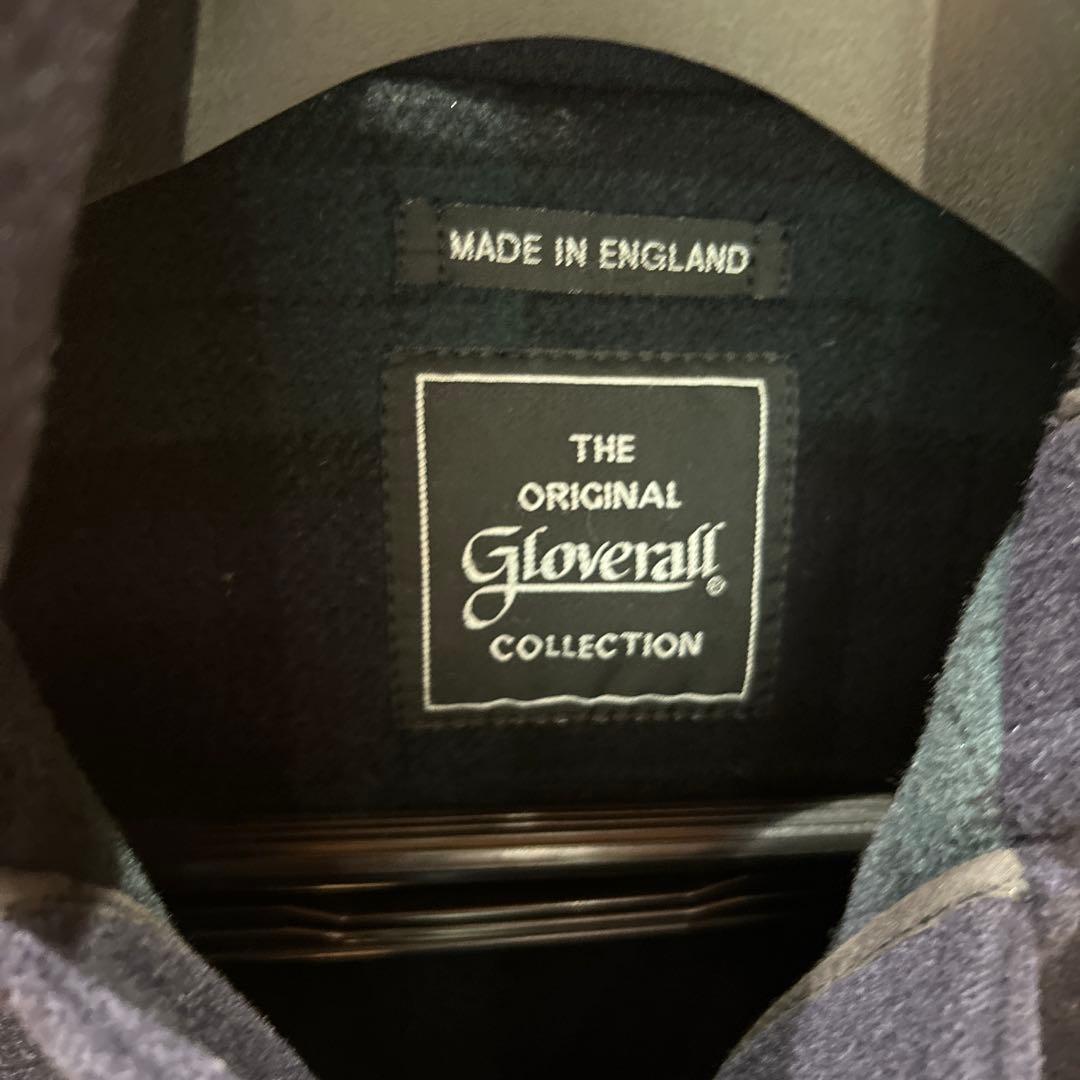 MADE IN ENGLAND
THE
ORIGINAL
Gloverall®
COLLECTION